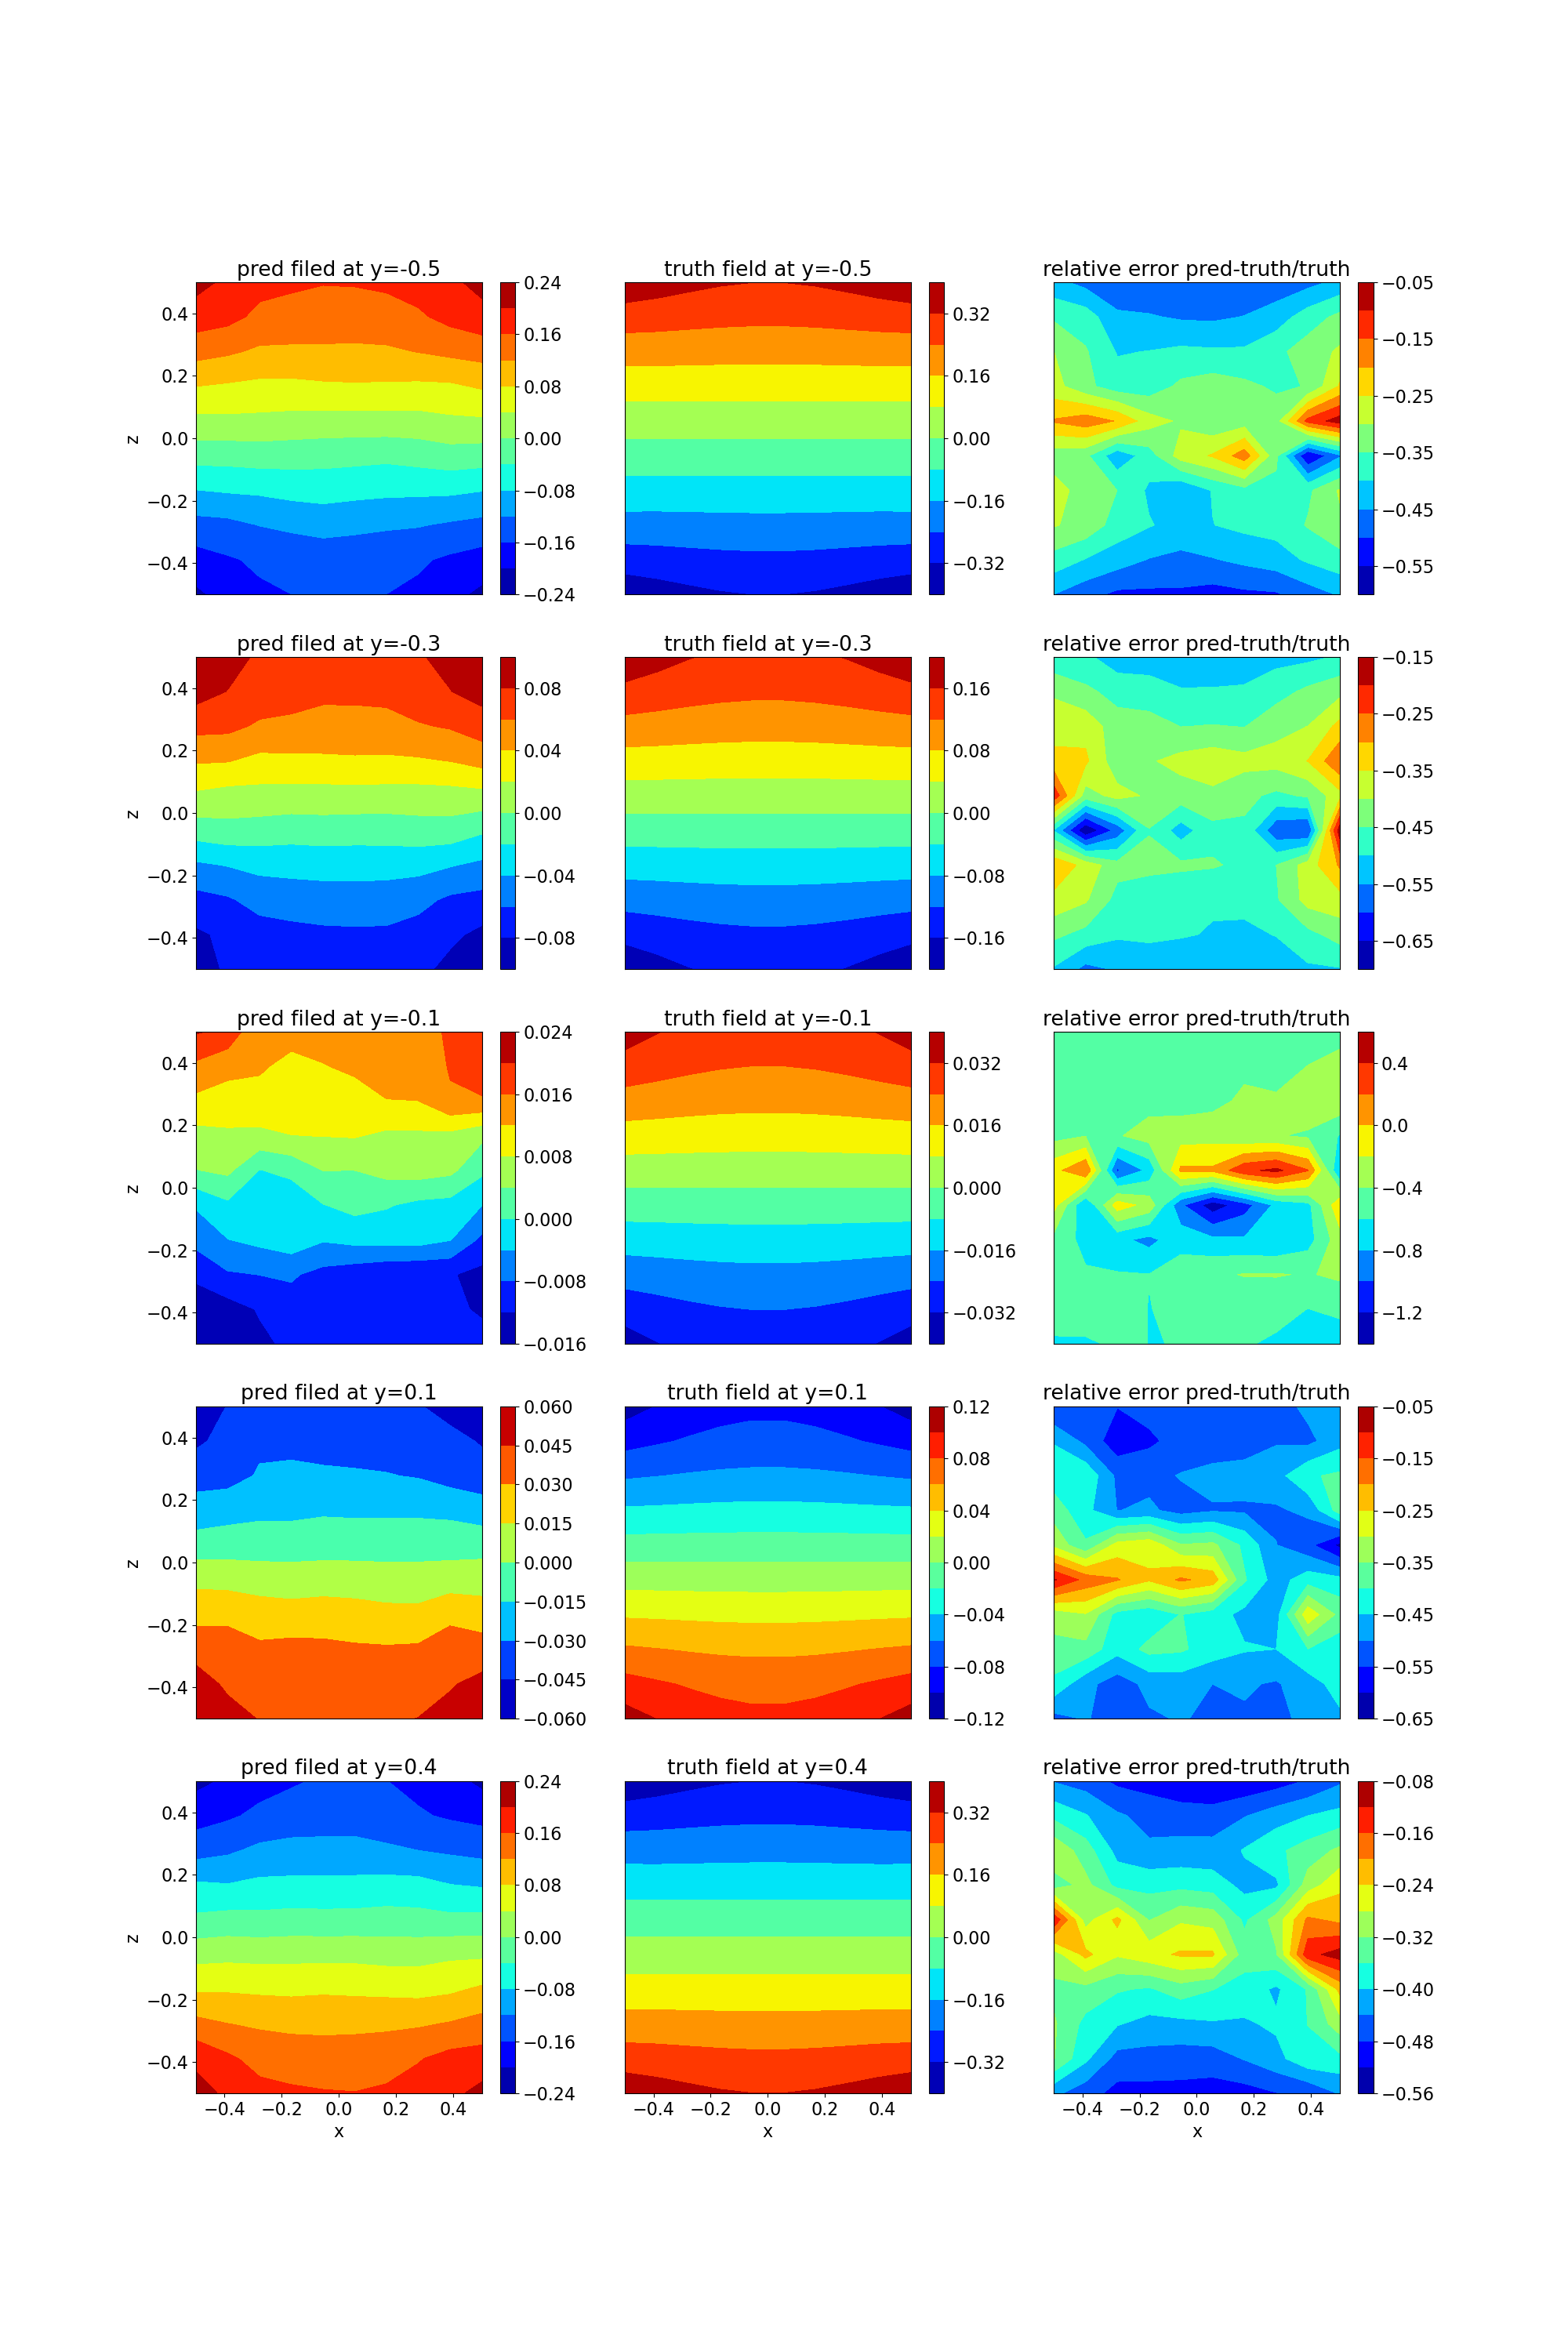 pred filed at y=-0.5 truth field at y=-0.5 relative error pred-truth/truth
z
0.4 0.2 0.0 −0.2 −0.4
0.24 0.16 0.08 0.00 −0.08 −0.16 −0.24
0.32 0.16 0.00 −0.16 −0.32
−0.05 −0.15 −0.25 −0.35 −0.45 −0.55
pred filed at y=-0.3 truth field at y=-0.3 relative error pred-truth/truth
z
0.4 0.2 0.0 −0.2 −0.4
0.08 0.04 0.00 −0.04 −0.08
0.16 0.08 0.00 −0.08 −0.16
−0.15 −0.25 −0.35 −0.45 −0.55 −0.65
pred filed at y=-0.1 truth field at y=-0.1 relative error pred-truth/truth
z
0.4 0.2 0.0 −0.2 −0.4
0.024 0.016 0.008 0.000 −0.008 −0.016
0.032 0.016 0.000 −0.016 −0.032
0.4 0.0 −0.4 −0.8 −1.2
pred filed at y=0.1 truth field at y=0.1 relative error pred-truth/truth
z
0.4 0.2 0.0 −0.2 −0.4
0.060 0.045 0.030 0.015 0.000 −0.015 −0.030 −0.045 −0.060
0.12 0.08 0.04 0.00 −0.04 −0.08 −0.12
−0.05 −0.15 −0.25 −0.35 −0.45 −0.55 −0.65
pred filed at y=0.4 truth field at y=0.4 relative error pred-truth/truth
z
0.4 0.2 0.0 −0.2 −0.4
0.24 0.16 0.08 0.00 −0.08 −0.16 −0.24
0.32 0.16 0.00 −0.16 −0.32
−0.08 −0.16 −0.24 −0.32 −0.40 −0.48 −0.56
−0.4 −0.2 0.0 0.2 0.4 −0.4 −0.2 0.0 0.2 0.4 −0.4 −0.2 0.0 0.2 0.4
x x x